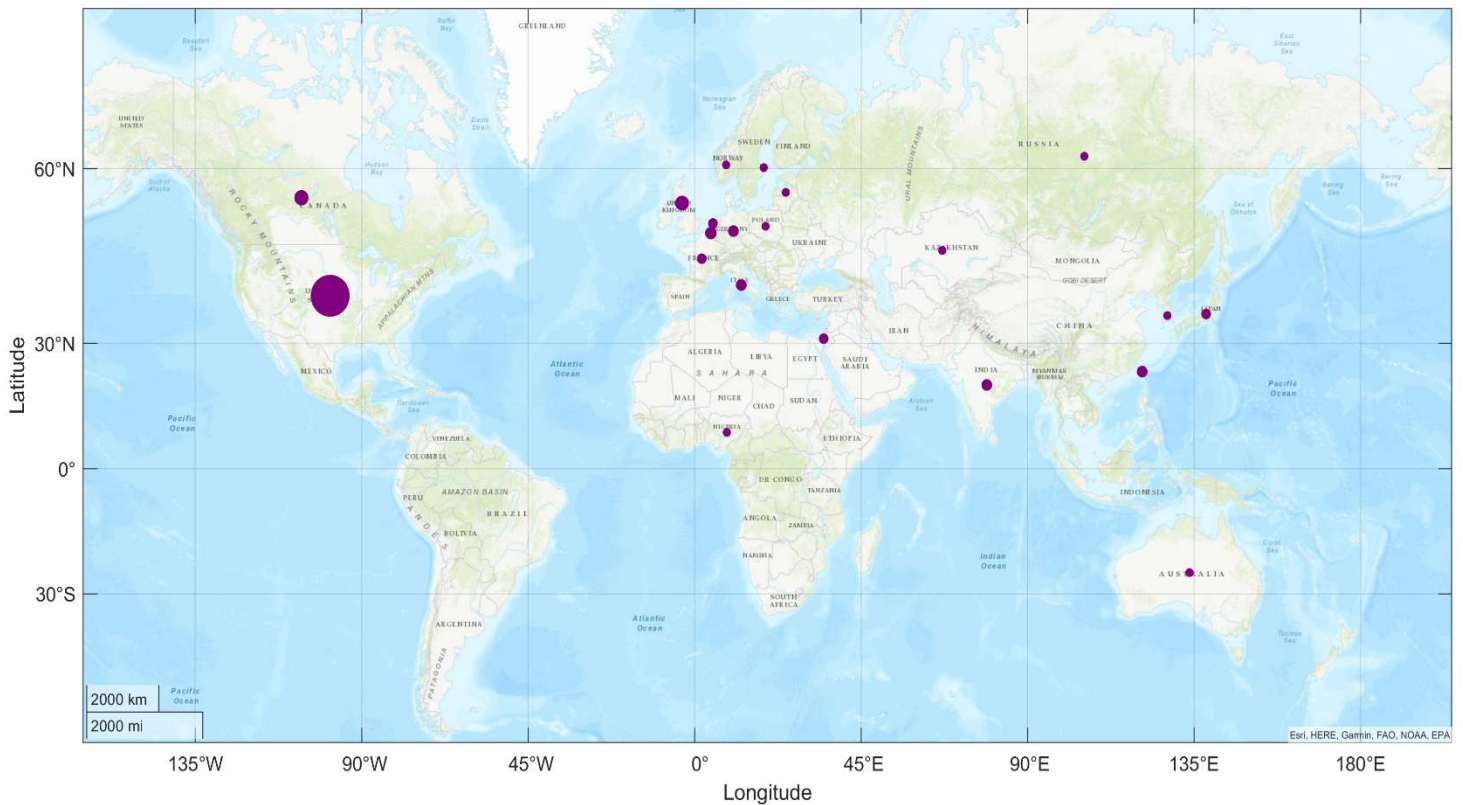 GREENLAND
Baffin
Bay
Beaufort
Sea
East
Siberian
Sea
Norwegian
Sea
UNITED
STATES
Davis
Strait
Hudson
Bay
Gulf of
Alaska
Bering
Sea
Bering
Sea
Sea of
Okhotsk
SWEDEN
FINLAND
NORWAY
RUSSIA
URAL MOUNTAINS
60°N
CANADA
ROCKY MOUNTAINS
KINGDOM
POLAND
UKRAINE
KAZAKHSTAN
MONGOLIA
GOBI DESERT
FRANCE
APPALACHIAN MTNS
SPAIN
GREECE
TURKEY
JAPAN
CHINA
IRAN
HIMALAYA
30°N
ALGERIA
LIBYA
EGYPT
SAUDI
ARABIA
SAHARA
INDIA
MYANMAR
(BURMA)
MEXICO
Atlantic
Ocean
Pacific
Ocean
Pacific
Ocean
Caribbean
Sea
Arabian
Sea
MALI
NIGER
CHAD
SUDAN
NIGERIA
ETHIOPIA
VENEZUELA
COLOMBIA
0°
DR CONGO
TANZANIA
INDONESIA
PERU
AMAZON BASIN
BRAZIL
ANDES
BOLIVIA
ANGOLA
ZAMBIA
NAMIBIA
Indian
Ocean
Coral
Sea
AUSTRALIA
30°S
SOUTH
AFRICA
Atlantic
Ocean
ARGENTINA
PATAGONIA
Tasman
Sea
Pacific
Ocean
2000 km
2000 mi
Esri, HERE, Garmin, FAO, NOAA, EPA
135°W
90°W
45°W
0°
45°E
90°E
135°E
180°E
Longitude
Latitude